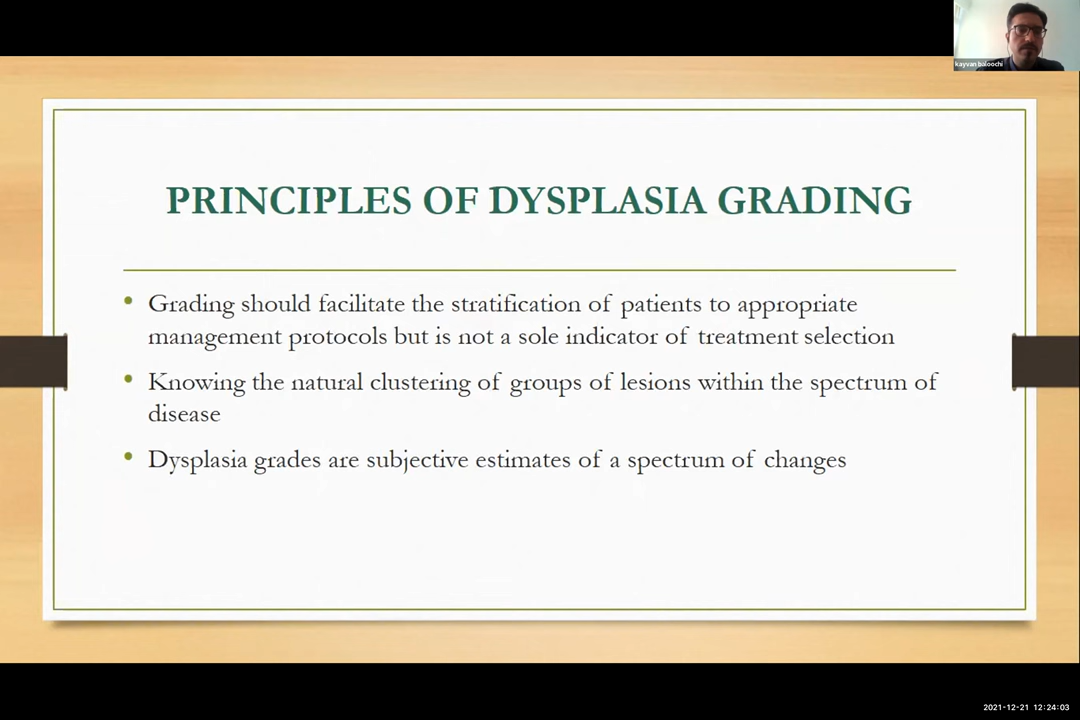 kayvan baloochi
PRINCIPLES OF DYSPLASIA GRADING
• Grading should facilitate the stratification of patients to appropriate
management protocols but is not a sole indicator of treatment selection
• Knowing the natural clustering of groups of lesions within the spectrum of
disease
• Dysplasia grades are subjective estimates of a spectrum of changes
2021-12-21 12:24:03